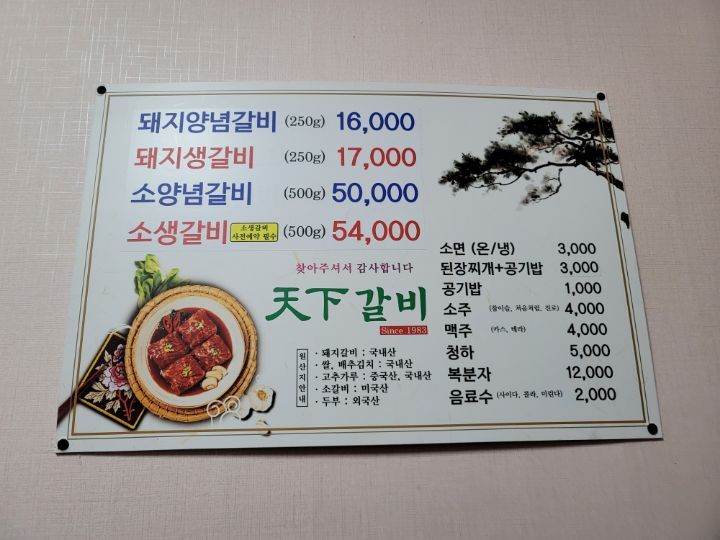 돼지양념갈비 (250g) 16,000
돼지생갈비 (250g) 17,000
소양념갈비 (500g) 50,000
소생갈비 소생갈비 사전예약 필수 (500g) 54,000
찾아주셔서 감사합니다
天下 갈비
Since 1983
원산지안내
· 돼지갈비 : 국내산
· 쌀, 배추김치 : 국내산
· 고추가루 : 중국산, 국내산
· 소갈비 : 미국산
· 두부 : 외국산
소면 (온/냉) 3,000
된장찌개+공기밥 3,000
공기밥 1,000
소주 (참이슬, 처음처럼, 진로) 4,000
맥주 (카스, 테라) 4,000
청하 5,000
복분자 12,000
음료수 (사이다, 콜라, 미린다) 2,000